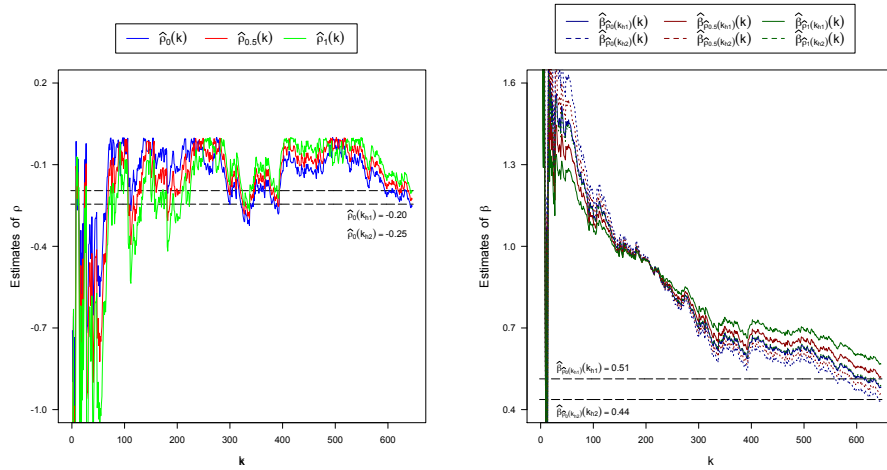 ρ̂₀(k) ρ̂₀.₅(k) ρ̂₁(k)
0.2
-0.1
-0.4
-0.7
-1.0
Estimates of ρ
ρ̂₀(kₕ₁) = -0.20
ρ̂₀(kₕ₂) = -0.25
0 100 200 300 400 500 600
k
β̂ρ̂₀(kₕ₁)(k) β̂ρ̂₀.₅(kₕ₁)(k) β̂ρ̂₁(kₕ₁)(k)
β̂ρ̂₀(kₕ₂)(k) β̂ρ̂₀.₅(kₕ₂)(k) β̂ρ̂₁(kₕ₂)(k)
1.6
1.3
1.0
0.7
0.4
Estimates of β
β̂ρ̂₀(kₕ₁)(kₕ₁) = 0.51
β̂ρ̂₀(kₕ₂)(kₕ₂) = 0.44
0 100 200 300 400 500 600
k